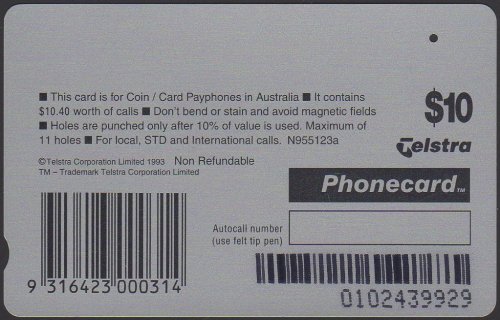 ■ This card is for Coin / Card Payphones in Australia ■ It contains
$10.40 worth of calls ■ Don't bend or stain and avoid magnetic fields
■ Holes are punched only after 10% of value is used. Maximum of
11 holes ■ For local, STD and International calls. N955123a
$10
Telstra
©Telstra Corporation Limited 1993 Non Refundable
TM – Trademark Telstra Corporation Limited
Phonecard TM
Autocall number
(use felt tip pen)
9 316423 000314
0102439929